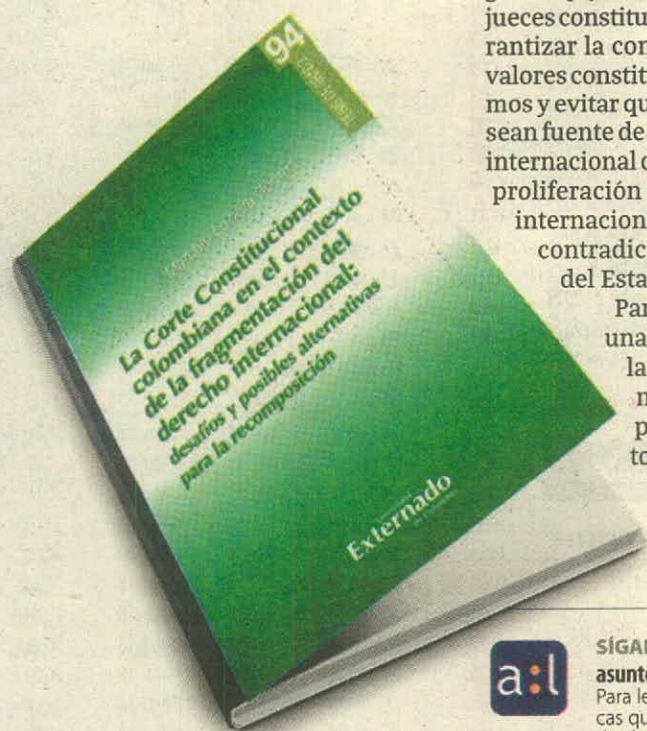 94
La Corte Constitucional
colombiana en el contexto
de la fragmentación del
derecho internacional:
desafíos y posibles alternativas
para la recomposición
Externado
jueces constitu
rantizar la con
valores constit
mos y evitar qu
sean fuente de
internacional
proliferación
internacion
contradic
del Esta
Par
una
la
to
a:l
SÍGAN
asunto
Para le
cas qu